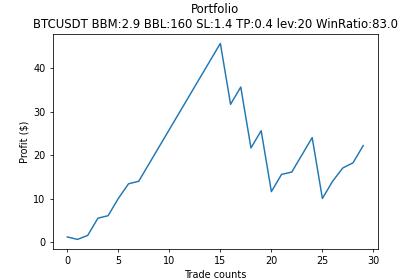 Portfolio
BTCUSDT BBM:2.9 BBL:160 SL:1.4 TP:0.4 lev:20 WinRatio:83.0
40
30
20
10
0
Profit ($)
0 5 10 15 20 25 30
Trade counts